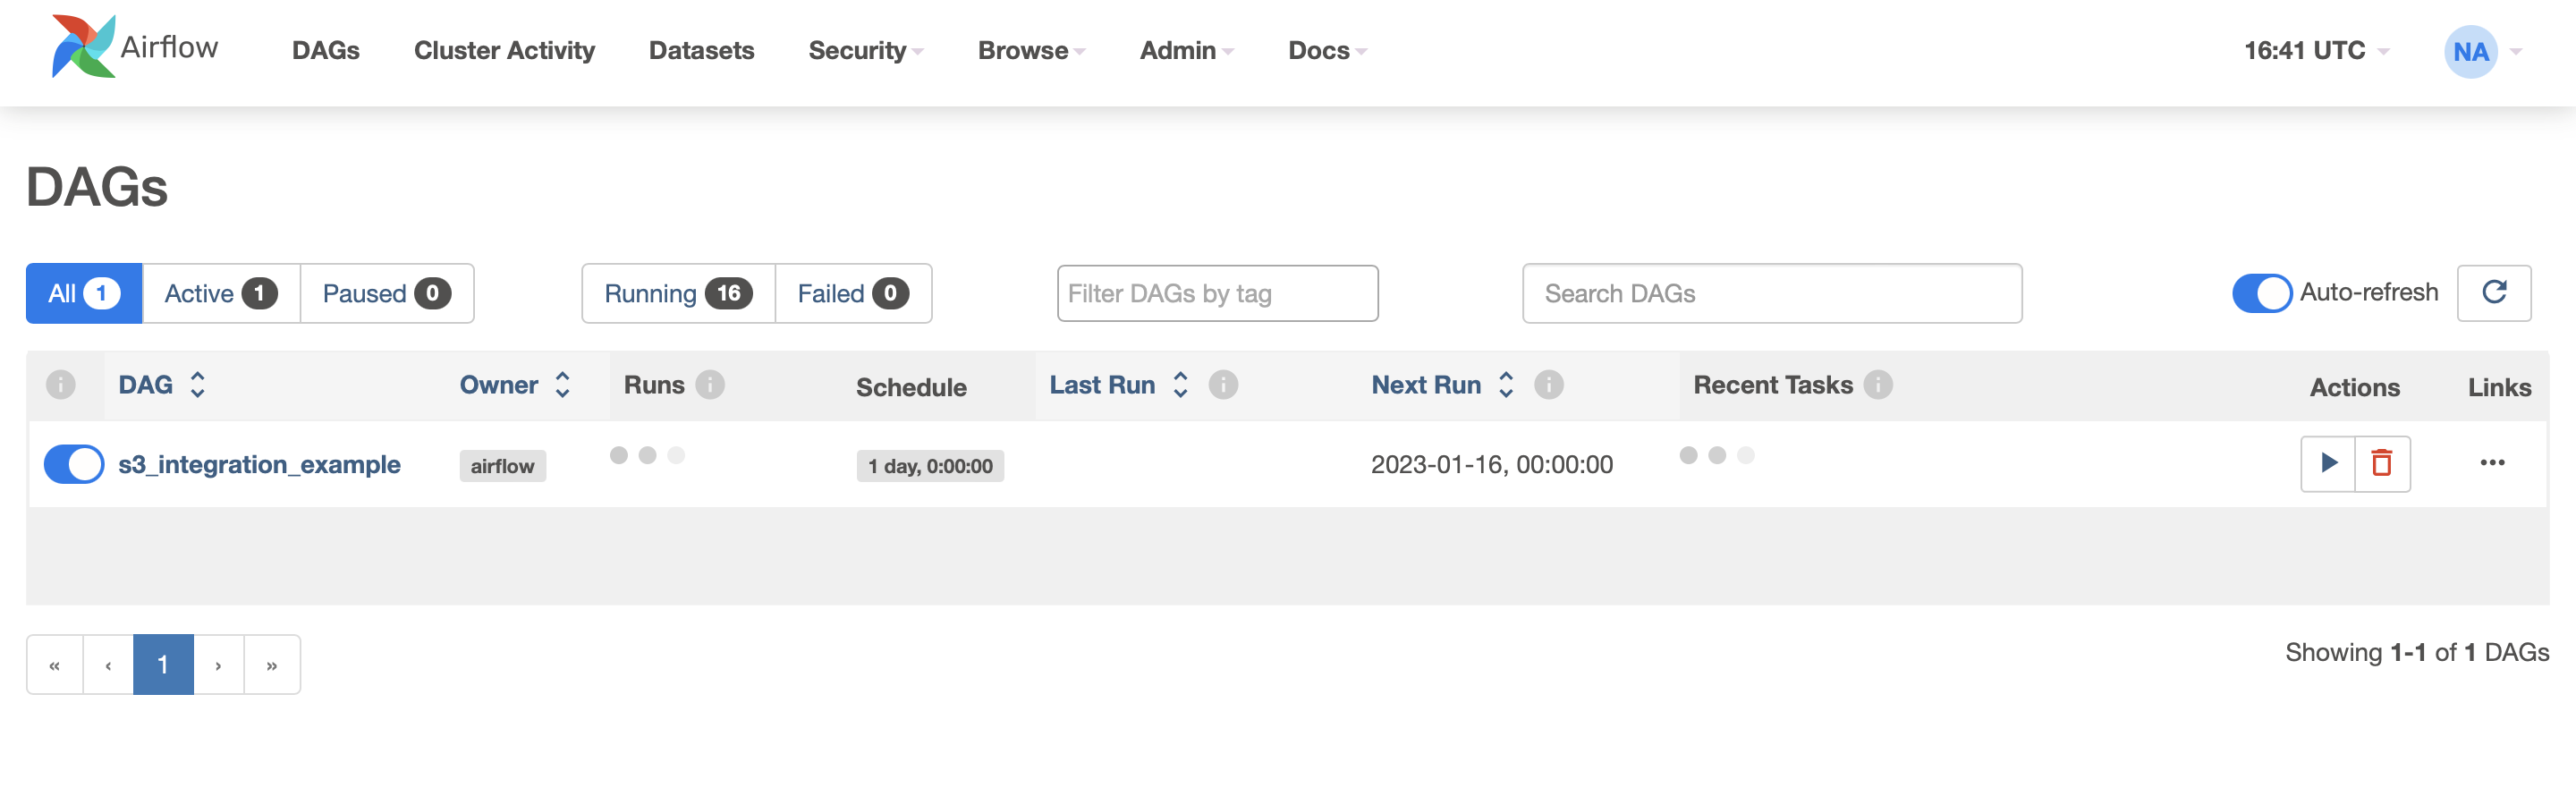 Airflow DAGs Cluster Activity Datasets Security Browse Admin Docs 16:41 UTC NA
DAGs
All 1 Active 1 Paused 0 Running 16 Failed 0 Filter DAGs by tag Search DAGs Auto-refresh
i DAG Owner Runs i Schedule Last Run i Next Run i Recent Tasks i Actions Links
s3_integration_example airflow 1 day, 0:00:00 2023-01-16, 00:00:00 ···
« ‹ 1 › » Showing 1-1 of 1 DAGs